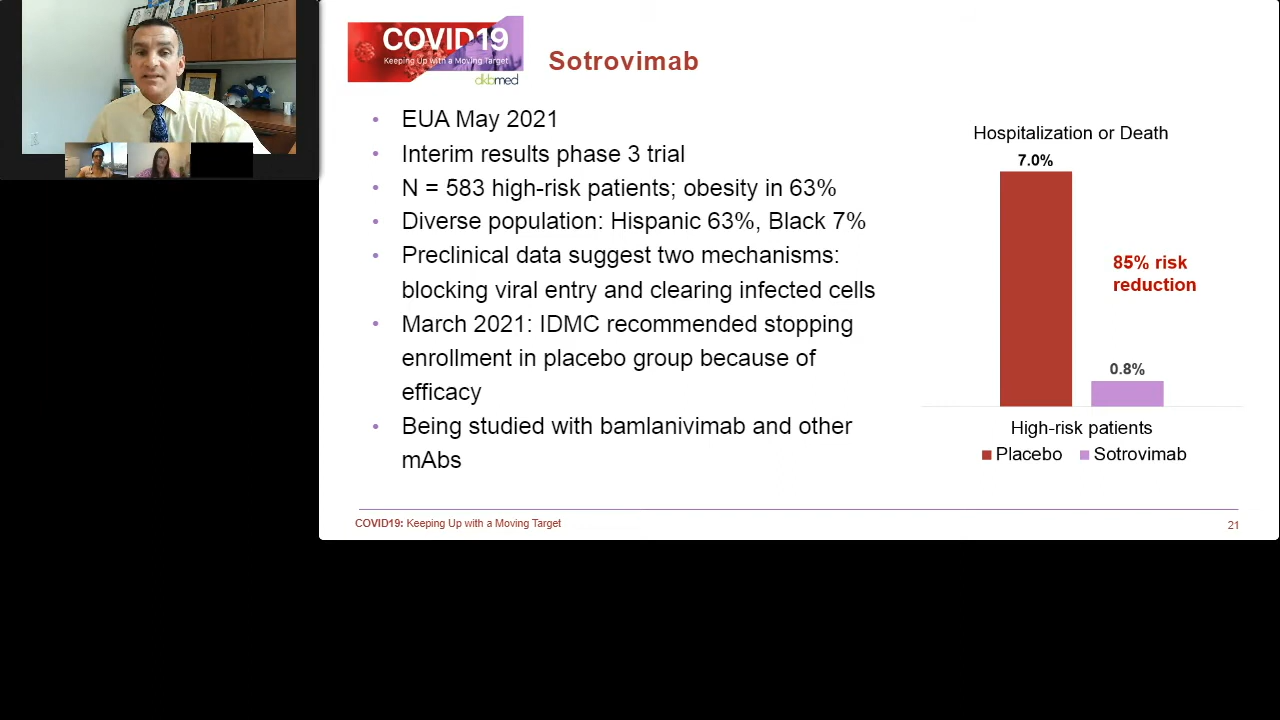 COVID19
Keeping Up with a Moving Target
dkbmed
Sotrovimab
• EUA May 2021
• Interim results phase 3 trial
• N = 583 high-risk patients; obesity in 63%
• Diverse population: Hispanic 63%, Black 7%
• Preclinical data suggest two mechanisms:
blocking viral entry and clearing infected cells
• March 2021: IDMC recommended stopping
enrollment in placebo group because of
efficacy
• Being studied with bamlanivimab and other
mAbs
Hospitalization or Death
7.0%
85% risk
reduction
0.8%
High-risk patients
Placebo Sotrovimab
COVID19: Keeping Up with a Moving Target
21